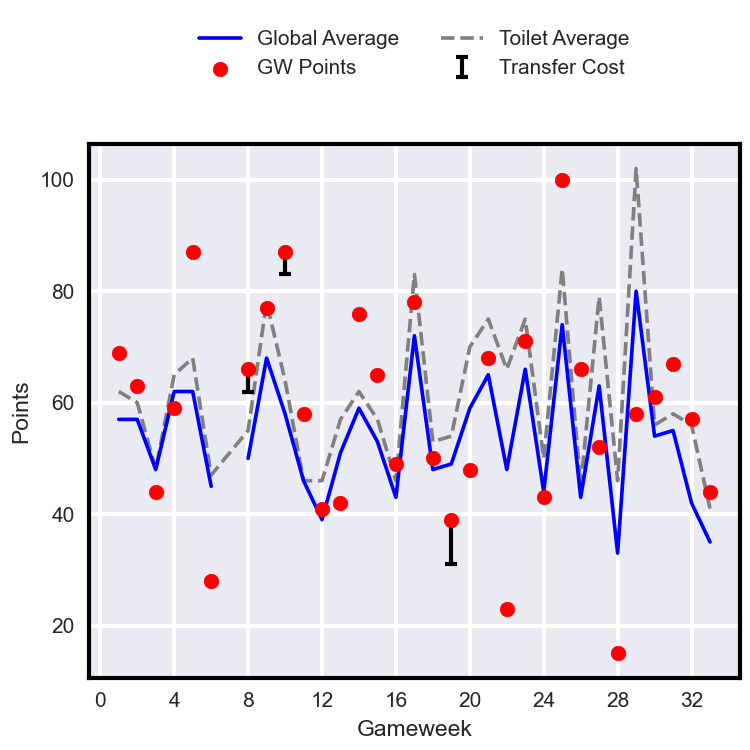 Global Average
Toilet Average
GW Points
Transfer Cost
100
80
60
40
20
Points
0 4 8 12 16 20 24 28 32
Gameweek